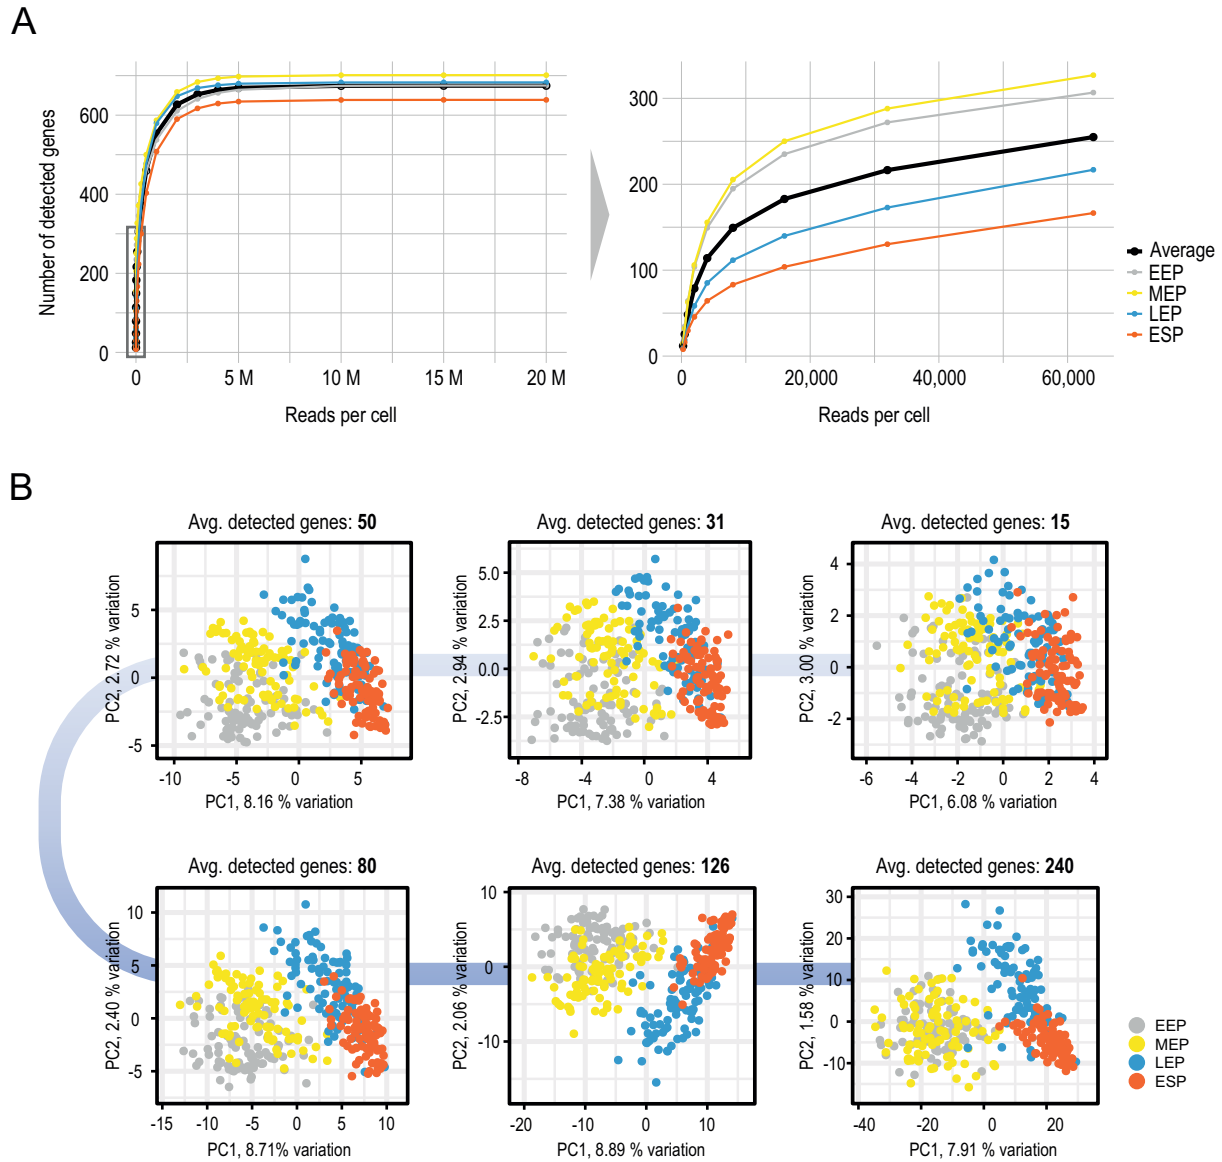 A
Number of detected genes
600
400
200
0
0
5 M
10 M
15 M
20 M
Reads per cell
300
200
100
0
0
20,000
40,000
60,000
Reads per cell
Average
EEP
MEP
LEP
ESP
B
Avg. detected genes: 50
PC2, 2.72 % variation
5
0
-5
-10
-5
0
5
PC1, 8.16 % variation
Avg. detected genes: 31
PC2, 2.94 % variation
5.0
2.5
0.0
-2.5
-8
-4
0
4
PC1, 7.38 % variation
Avg. detected genes: 15
PC2, 3.00 % variation
4
2
0
-2
-6
-4
-2
0
2
4
PC1, 6.08 % variation
Avg. detected genes: 80
PC2, 2.40 % variation
10
5
0
-5
-15
-10
-5
0
5
10
PC1, 8.71% variation
Avg. detected genes: 126
PC2, 2.06 % variation
10
0
-10
-20
-10
0
10
PC1, 8.89 % variation
Avg. detected genes: 240
PC2, 1.58 % variation
30
20
10
0
-10
-40
-20
0
20
PC1, 7.91 % variation
EEP
MEP
LEP
ESP